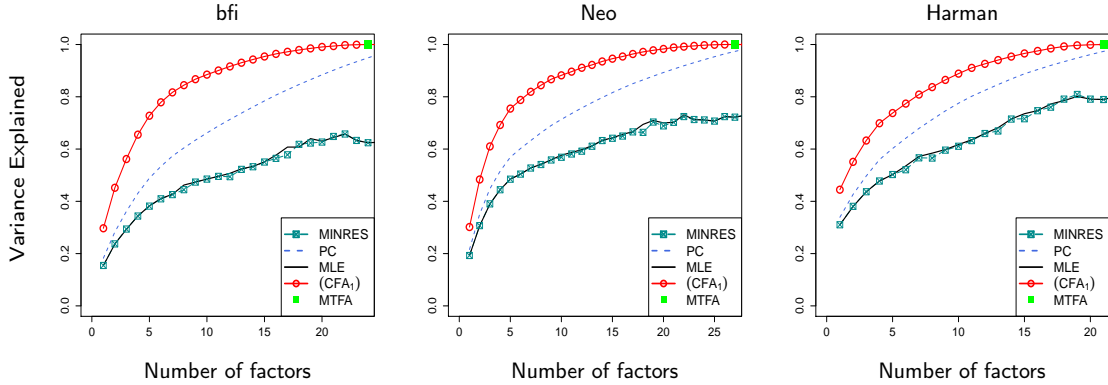 bfi
Neo
Harman
Variance Explained
1.0
0.8
0.6
0.4
0.2
0.0
0 5 10 15 20
MINRES
PC
MLE
(CFA₁)
MTFA
Number of factors
1.0
0.8
0.6
0.4
0.2
0.0
0 5 10 15 20 25
MINRES
PC
MLE
(CFA₁)
MTFA
Number of factors
1.0
0.8
0.6
0.4
0.2
0.0
0 5 10 15 20
MINRES
PC
MLE
(CFA₁)
MTFA
Number of factors